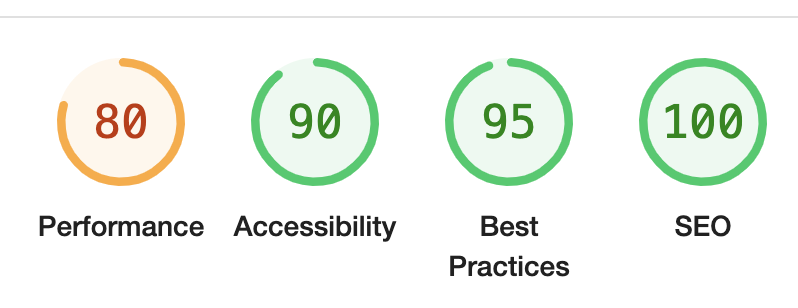 80
90
95
100
Performance
Accessibility
Best
Practices
SEO